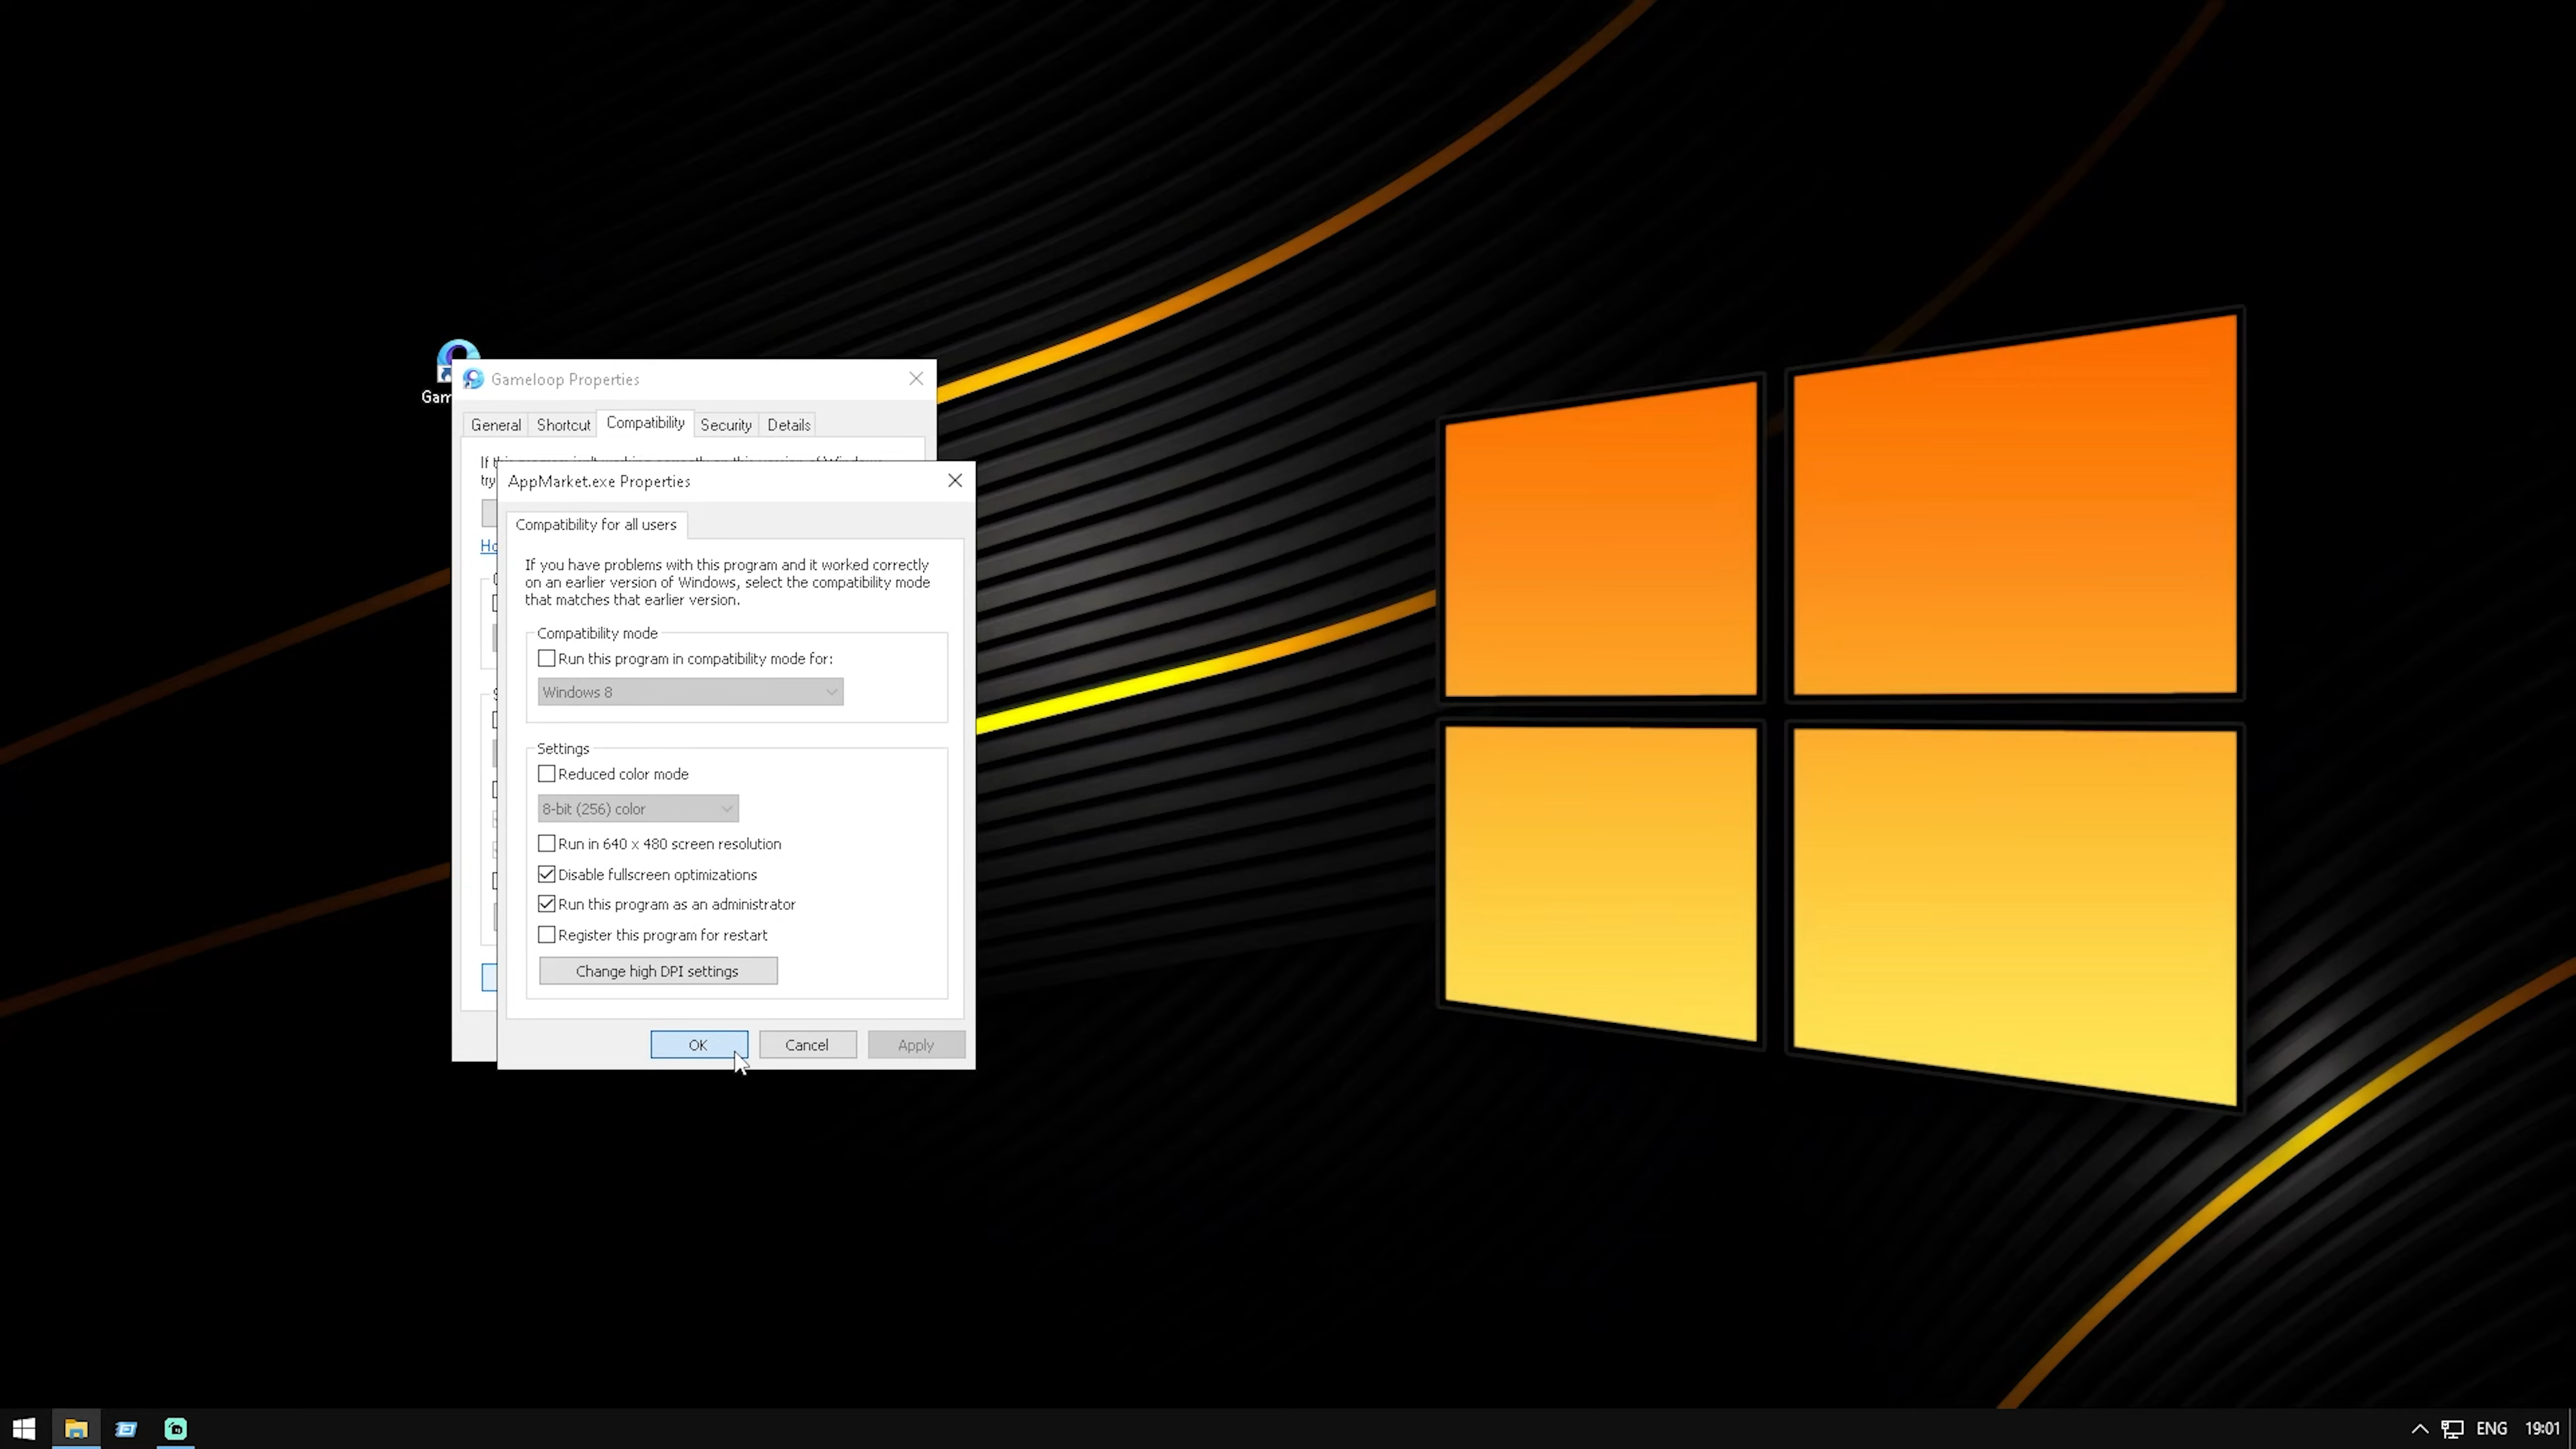 Gam
Gameloop Properties
General
Shortcut
Compatibility
Security
Details
try
Ho
AppMarket.exe Properties
Compatibility for all users
If you have problems with this program and it worked correctly
on an earlier version of Windows, select the compatibility mode
that matches that earlier version.
Compatibility mode
Run this program in compatibility mode for:
Windows 8
Settings
Reduced color mode
8-bit (256) color
Run in 640 x 480 screen resolution
Disable fullscreen optimizations
Run this program as an administrator
Register this program for restart
Change high DPI settings
OK
Cancel
Apply
ENG
19:01